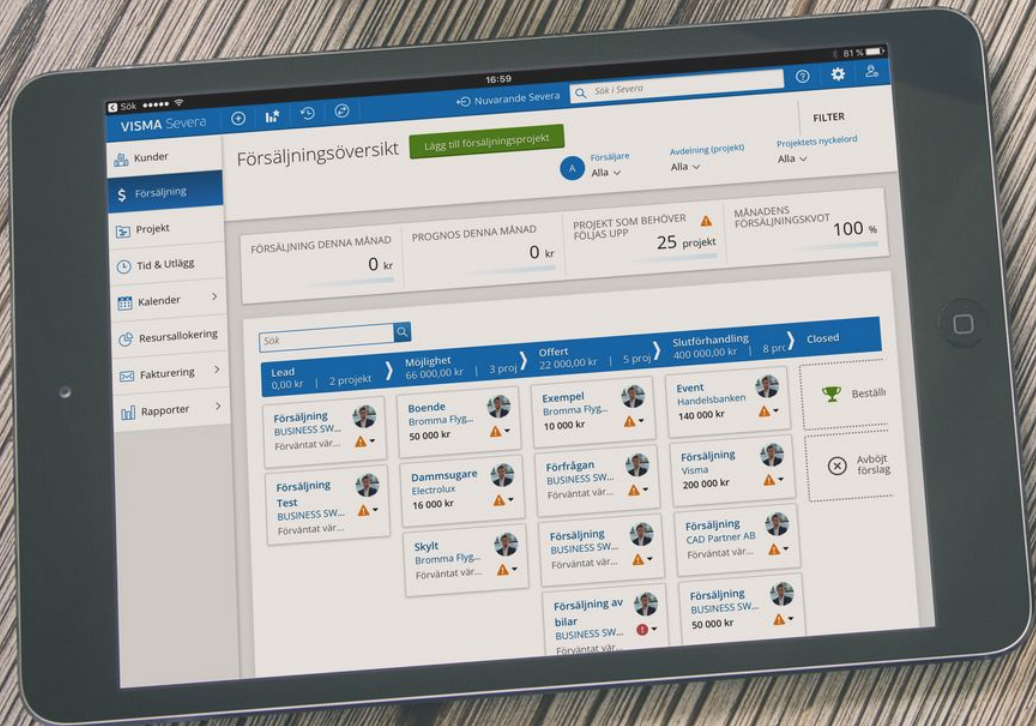 Sök
16:59
81 %
VISMA Severa
Nuvarande Severa
Sök i Severa
Kunder
Försäljning
Projekt
Tid & Utlägg
Kalender
Resursallokering
Fakturering
Rapporter
Försäljningsöversikt
Lägg till försäljningsprojekt
FILTER
A
Försäljare
Alla
Avdelning (projekt)
Alla
Projektets nyckelord
Alla
FÖRSÄLJNING DENNA MÅNAD
0 kr
PROGNOS DENNA MÅNAD
0 kr
PROJEKT SOM BEHÖVER
FÖLJAS UPP
25 projekt
MÅNADENS
FÖRSÄLJNINGSKVOT
100 %
Sök
Lead
0,00 kr | 2 projekt
Möjlighet
66 000,00 kr | 3 proj
Offert
22 000,00 kr | 5 proj
Slutförhandling
400 000,00 kr | 8 prc
Closed
Försäljning
BUSINESS SW...
Förväntat vär...
Försäljning
Test
BUSINESS SW...
Förväntat vär...
Boende
Bromma Flyg...
50 000 kr
Dammsugare
Electrolux
16 000 kr
Skylt
Bromma Flyg...
Förväntat vär...
Exempel
Bromma Flyg...
10 000 kr
Förfrågan
BUSINESS SW...
Förväntat vär...
Försäljning
BUSINESS SW...
Förväntat vär...
Försäljning av
bilar
BUSINESS SW...
Förväntat vär...
Event
Handelsbanken
140 000 kr
Försäljning
Visma
200 000 kr
Försäljning
CAD Partner AB
Förväntat vär...
Försäljning
BUSINESS SW...
50 000 kr
Beställn
Avböjt
förslag